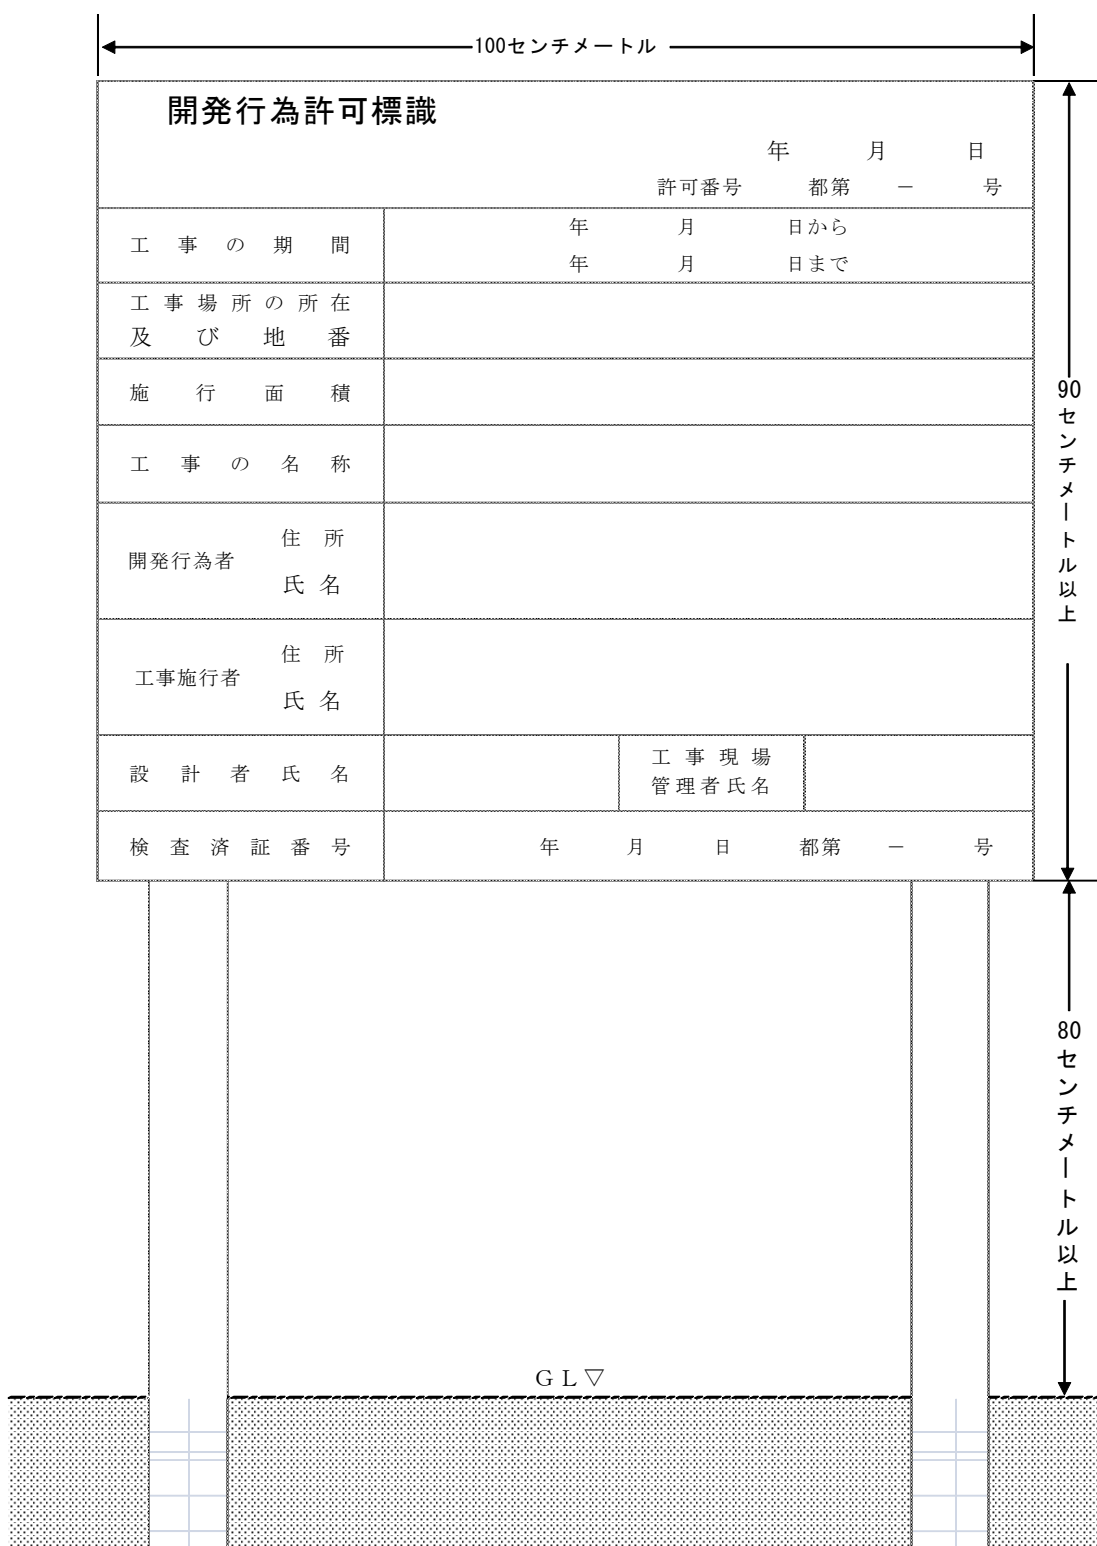 100センチメートル
開発行為許可標識
年 月 日
許可番号 都第 － 号
工事の期間
年 月 日から
年 月 日まで
工事場所の所在
及び地番
施行面積
工事の名称
開発行為者
住所
氏名
工事施行者
住所
氏名
設計者氏名
工事現場
管理者氏名
検査済証番号
年 月 日 都第 － 号
90センチメートル以上
80センチメートル以上
ＧＬ▽